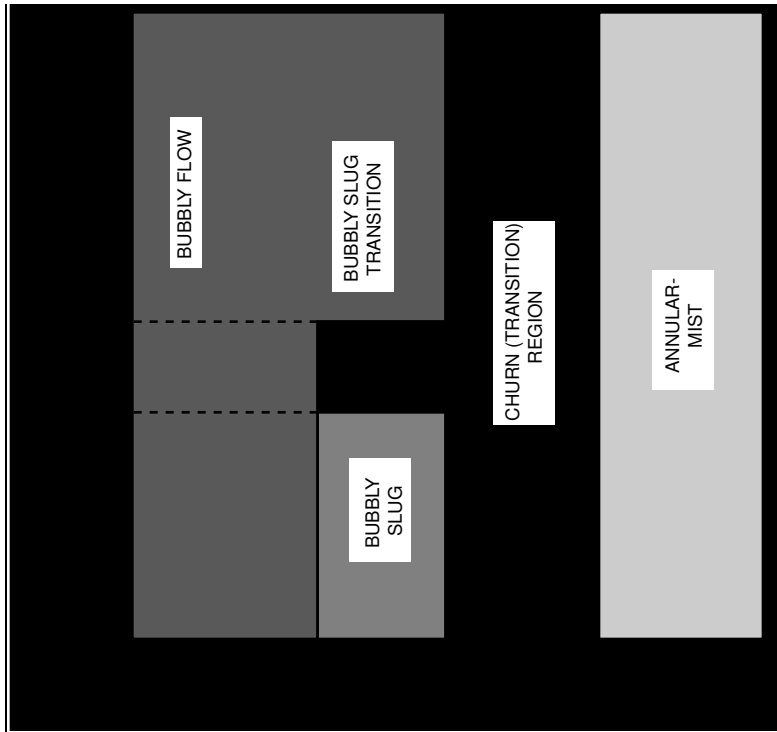 BUBBLY FLOW
BUBBLY SLUG
TRANSITION
BUBBLY
SLUG
CHURN (TRANSITION)
REGION
ANNULAR-
MIST